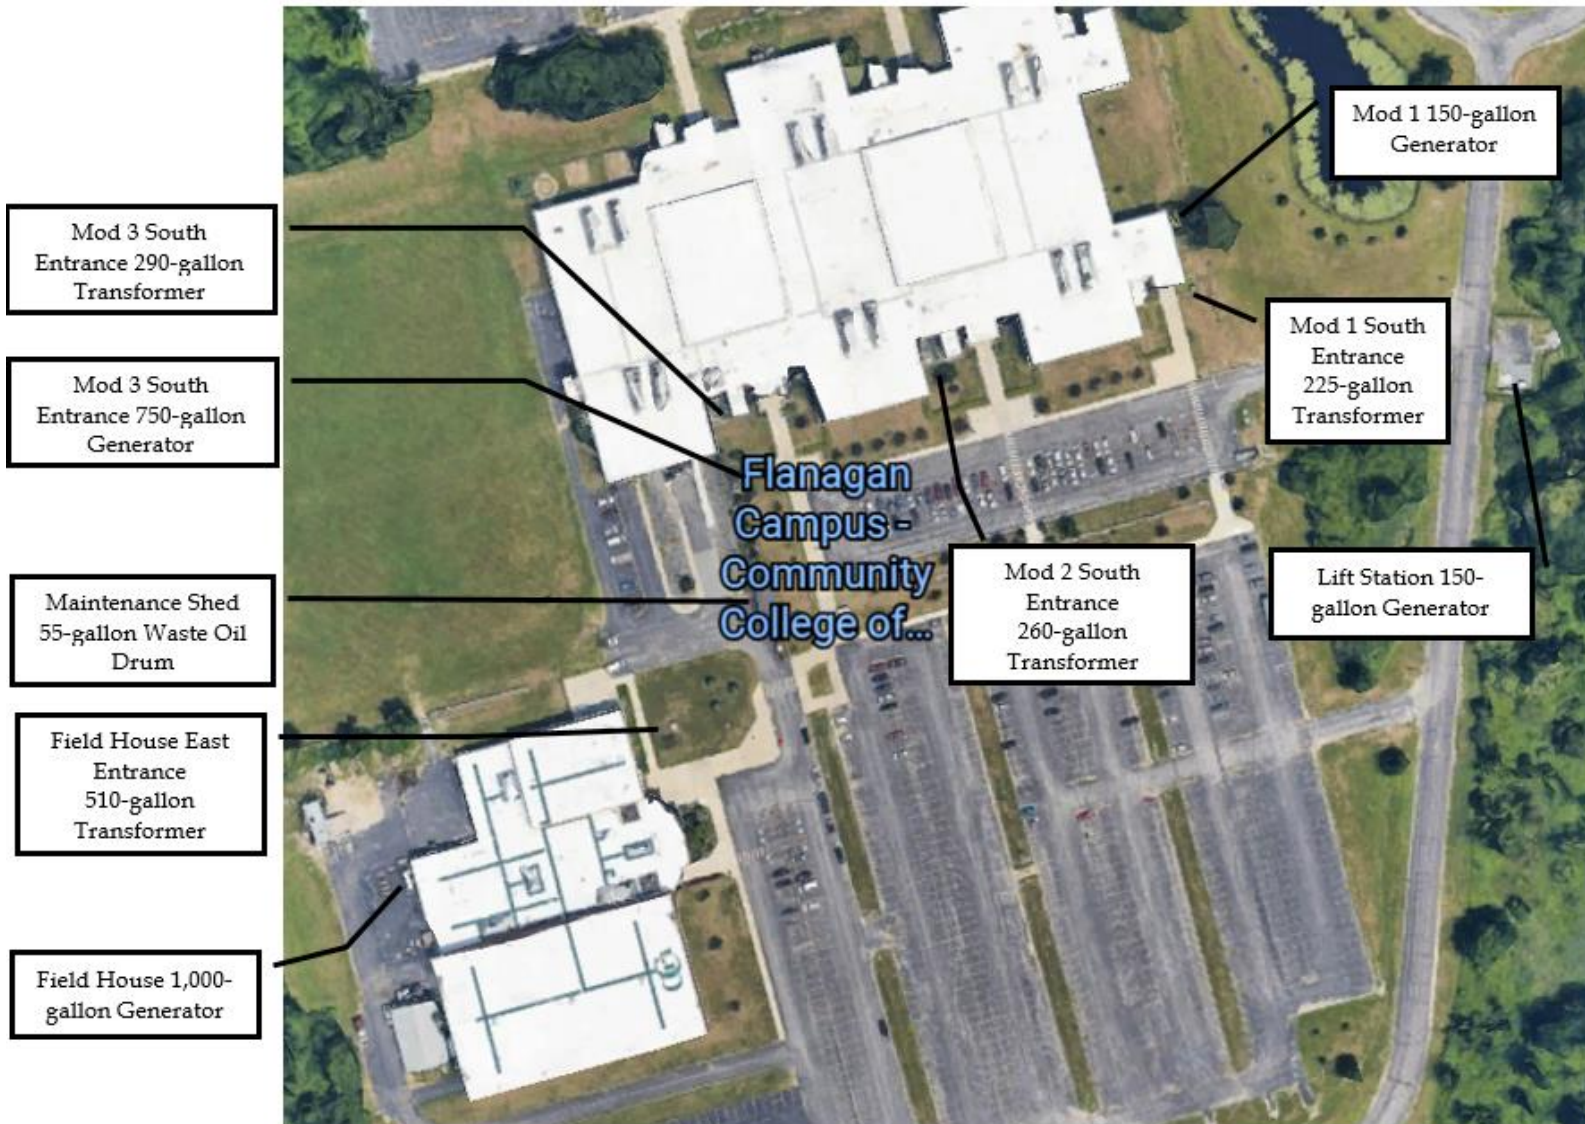 Mod 1 150-gallon
Generator
Mod 3 South
Entrance 290-gallon
Transformer
Mod 1 South
Entrance
225-gallon
Transformer
Mod 3 South
Entrance 750-gallon
Generator
Flanagan
Campus -
Community
College of...
Mod 2 South
Entrance
260-gallon
Transformer
Lift Station 150-
gallon Generator
Maintenance Shed
55-gallon Waste Oil
Drum
Field House East
Entrance
510-gallon
Transformer
Field House 1,000-
gallon Generator